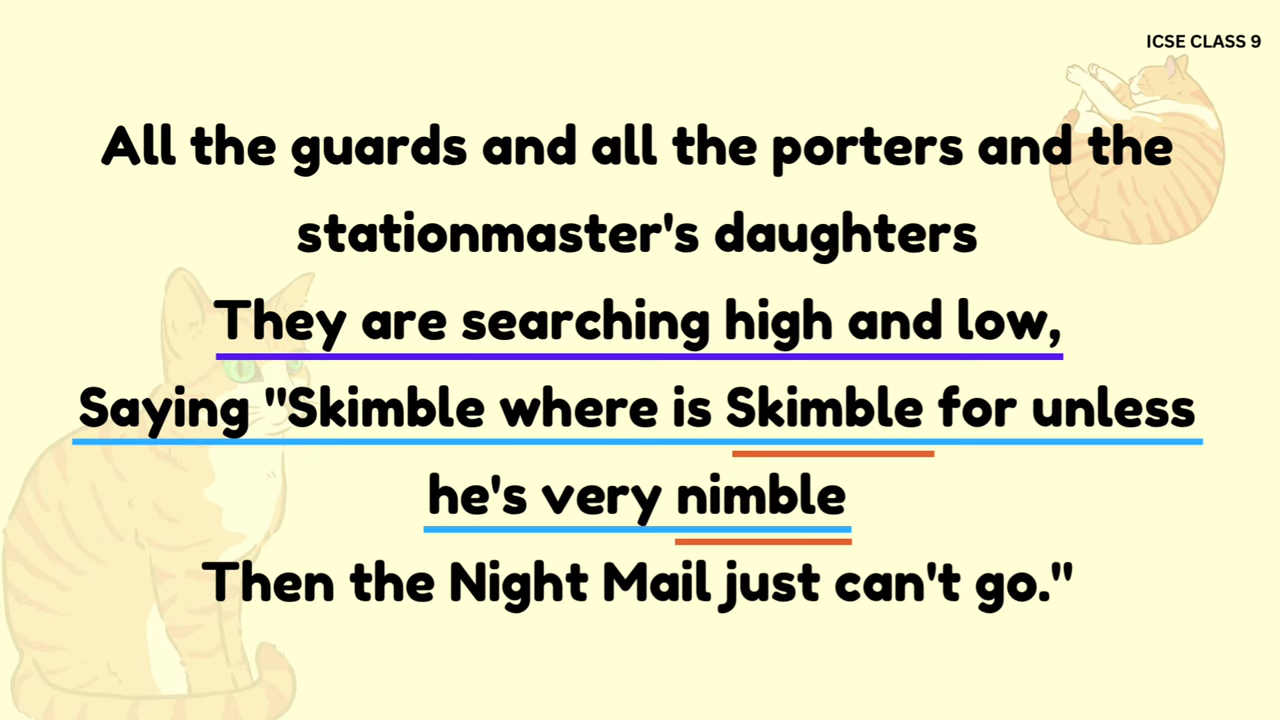 ICSE CLASS 9
All the guards and all the porters and the
stationmaster's daughters
They are searching high and low,
Saying "Skimble where is Skimble for unless
he's very nimble
Then the Night Mail just can't go."